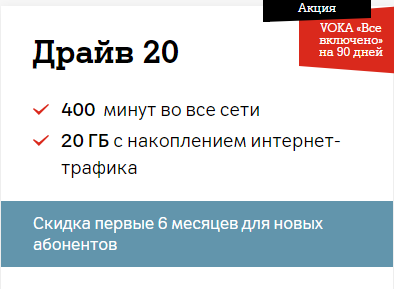 Акция
VOKA «Все
включено»
на 90 дней
Драйв 20
400 минут во все сети
20 ГБ с накоплением интернет-
трафика
Скидка первые 6 месяцев для новых
абонентов